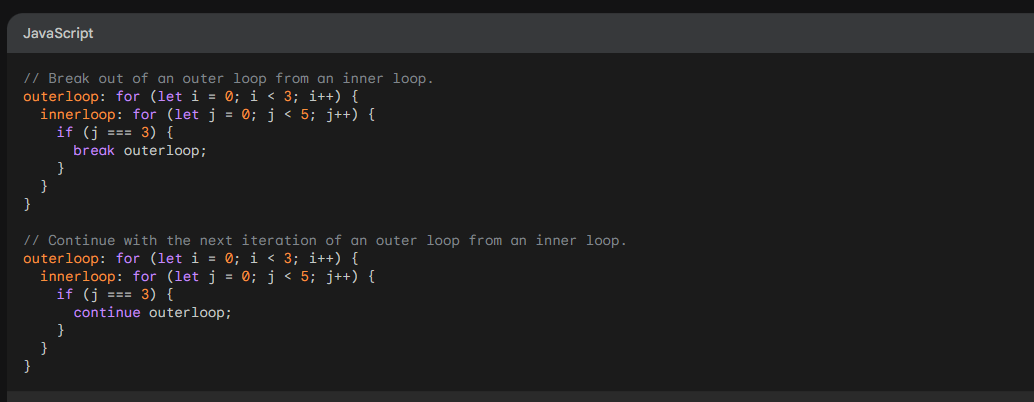 JavaScript
// Break out of an outer loop from an inner loop.
outerloop: for (let i = 0; i < 3; i++) {
  innerloop: for (let j = 0; j < 5; j++) {
    if (j === 3) {
      break outerloop;
    }
  }
}

// Continue with the next iteration of an outer loop from an inner loop.
outerloop: for (let i = 0; i < 3; i++) {
  innerloop: for (let j = 0; j < 5; j++) {
    if (j === 3) {
      continue outerloop;
    }
  }
}